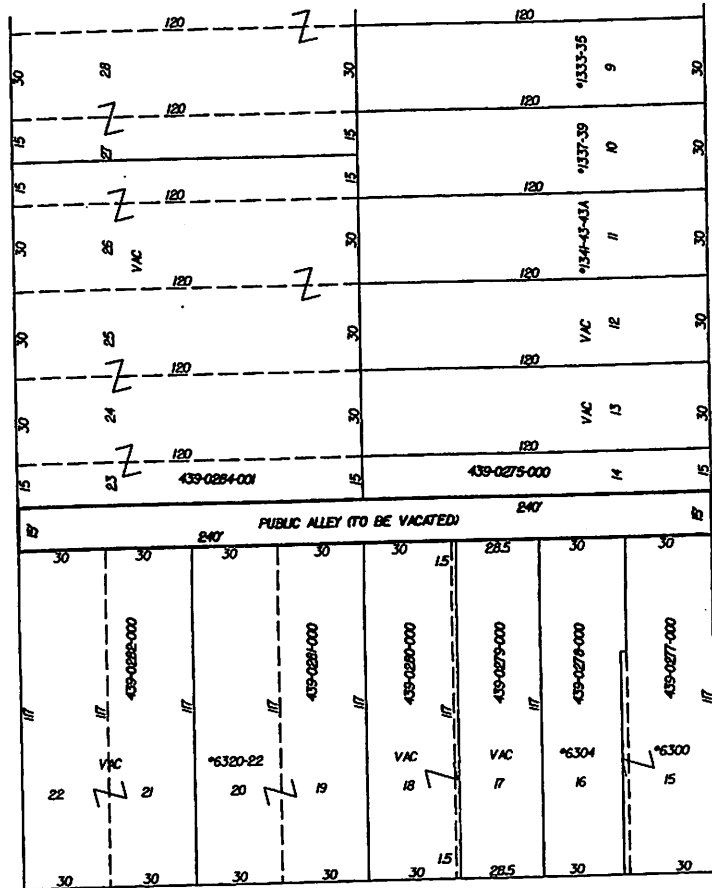 120 120
30 28 30 *1333-35 9 30
120 120
15 27 15 *1337-39 10 30
15 15
120 120
30 26 VAC 30 *1341-43-43A 11 30
120 120
30 25 30 VAC 12 30
120 120
30 24 30 VAC 13 30
120 120
15 23 439-0284-001 15 439-0275-000 14 15
15' PUBLIC ALLEY (TO BE VACATED) 240' 15'
240'
30 30 30 30 30 1.5 28.5 30 30
439-0282-000 439-0281-000 439-0280-000 439-0279-000 439-0278-000 439-0277-000
117 117 117 117 117 117 117 117
VAC *6320-22 VAC VAC *6304 *6300
22 21 20 19 18 17 16 15
1.5
30 30 30 30 30 28.5 30 30